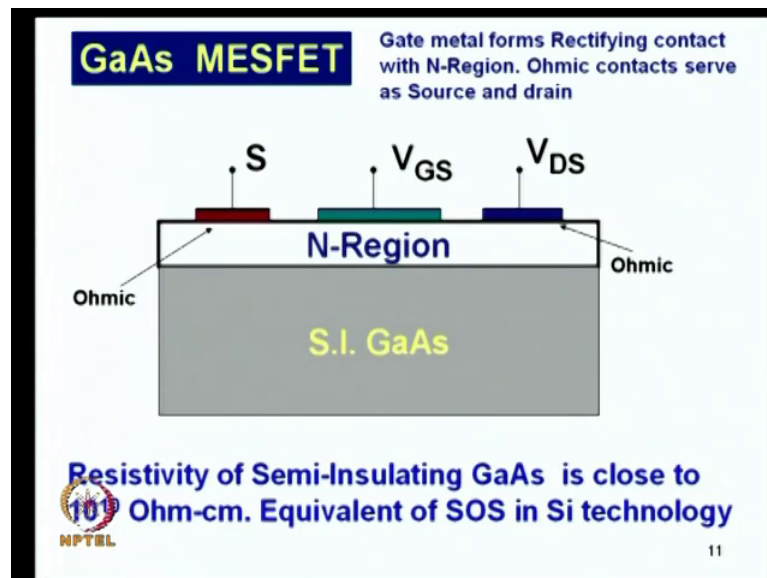 GaAs MESFET
Gate metal forms Rectifying contact
with N-Region. Ohmic contacts serve
as Source and drain
S
VGS
VDS
N-Region
Ohmic
Ohmic
S.I. GaAs
Resistivity of Semi-Insulating GaAs is close to
Ohm-cm. Equivalent of SOS in Si technology
NPTEL
11